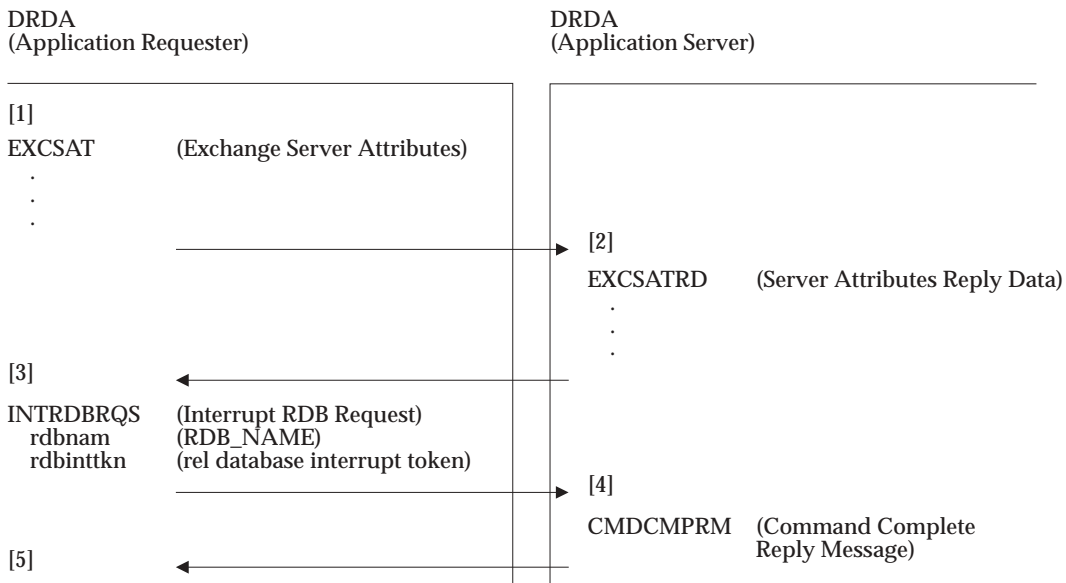 DRDA
(Application Requester)
DRDA
(Application Server)
[1]
EXCSAT (Exchange Server Attributes)
.
.
.
[2]
EXCSATRD (Server Attributes Reply Data)
.
.
.
[3]
INTRDBRQS (Interrupt RDB Request)
rdbnam (RDB_NAME)
rdbinttkn (rel database interrupt token)
[4]
CMDCMPRM (Command Complete
Reply Message)
[5]